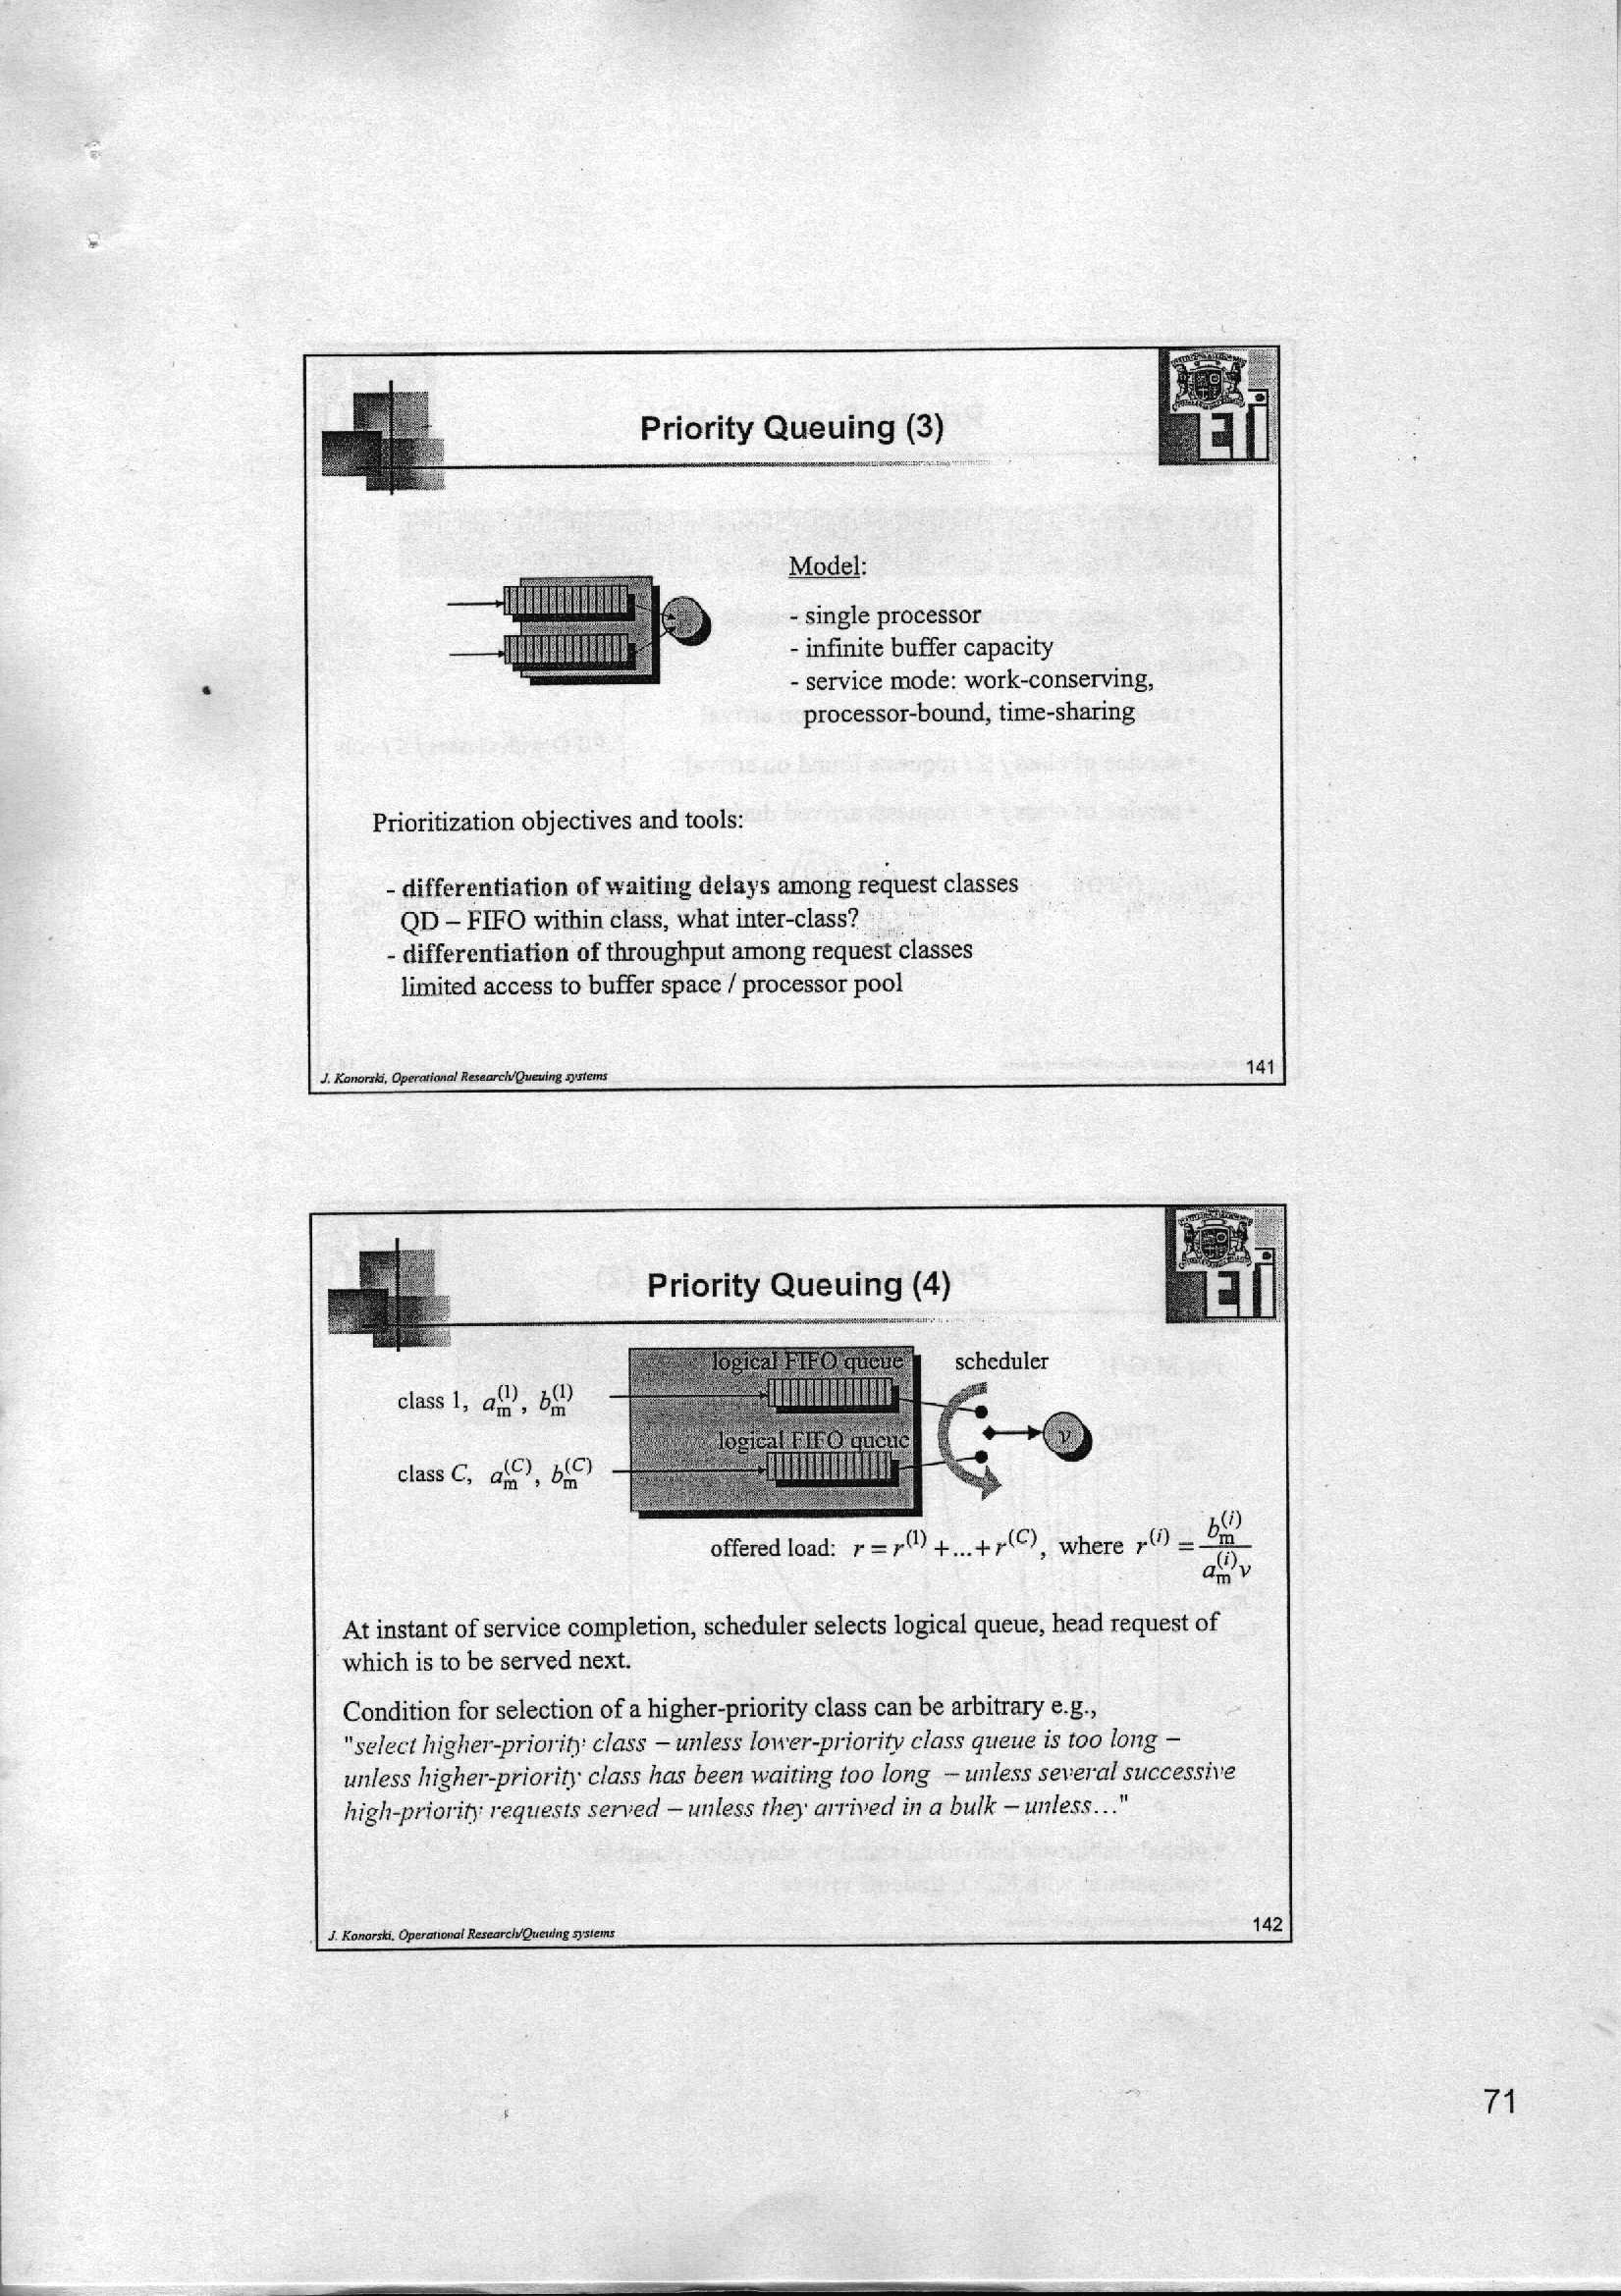 Priority Queuing (3)
ETI
Model:
- single processor
- infinite buffer capacity
- service mode: work-conserving,
processor-bound, time-sharing
Prioritization objectives and tools:
- differentiation of waiting delays among request classes
QD – FIFO within class, what inter-class?
- differentiation of throughput among request classes
limited access to buffer space / processor pool
J. Konorski, Operational Research/Queuing systems
141
Priority Queuing (4)
ETI
logical FIFO queue
scheduler
class 1, a_m^(1), b_m^(1)
logical FIFO queue
ν
class C, a_m^(C), b_m^(C)
offered load: r = r^(1) +...+ r^(C), where r^(i) = b_m^(i) / a_m^(i) ν
At instant of service completion, scheduler selects logical queue, head request of
which is to be served next.
Condition for selection of a higher-priority class can be arbitrary e.g.,
"select higher-priority class – unless lower-priority class queue is too long –
unless higher-priority class has been waiting too long – unless several successive
high-priority requests served – unless they arrived in a bulk – unless..."
J. Konorski, Operational Research/Queuing systems
142
71